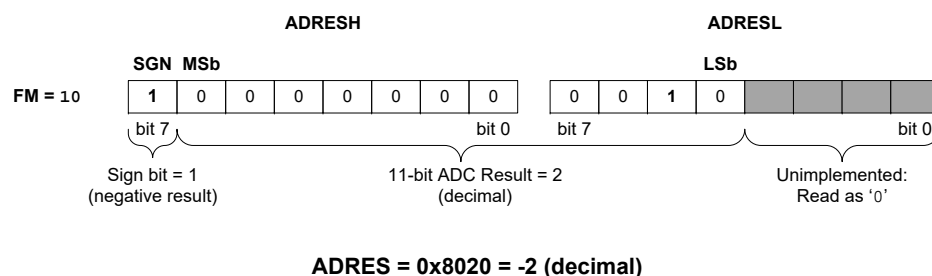 ADRESH ADRESL
SGN MSb LSb
FM = 10 1 0 0 0 0 0 0 0 0 0 1 0
bit 7 bit 0 bit 7 bit 0
Sign bit = 1 11-bit ADC Result = 2 Unimplemented:
(negative result) (decimal) Read as ‘0’
ADRES = 0x8020 = -2 (decimal)